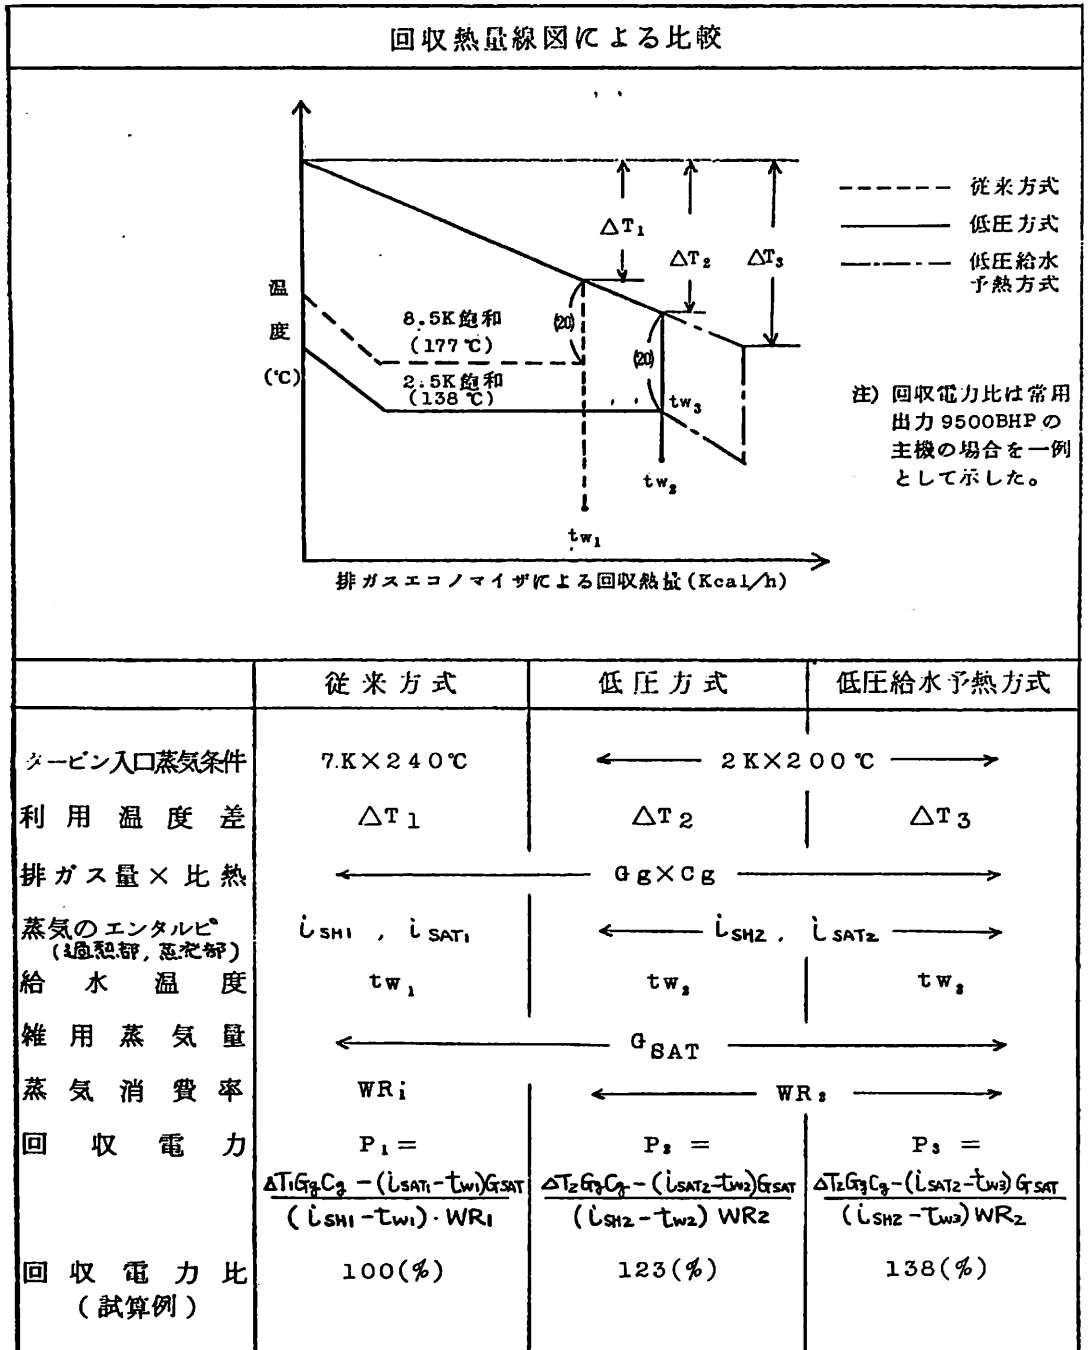 回収熱量線図による比較
従来方式
低圧方式
低圧給水
予熱方式
△T₁
△T₂
△T₃
温
度
(℃)
8.5K飽和
(177℃)
2.5K飽和
(138℃)
(20)
(20)
tw₃
tw₂
tw₁
注) 回収電力比は常用
出力9500BHPの
主機の場合を一例
として示した。
排ガスエコノマイザによる回収熱量(Kcal/h)
従来方式 低圧方式 低圧給水予熱方式
タービン入口蒸気条件 7.K×240℃ 2K×200℃
利用温度差 △T1 △T2 △T3
排ガス量×比熱 Gg×Cg
蒸気のエンタルピ iSH1 , iSAT1 iSH2 , iSAT2
(過熱部, 蒸発部)
給水温度 tw₁ tw₂ tw₃
雑用蒸気量 GSAT
蒸気消費率 WRi WR₂
回収電力 P₁= P₂= P₃=
ΔT1GgCg-(iSAT1-tw1)GSAT ΔT2GgCg-(iSAT2-tw2)GSAT ΔT2GgCg-(iSAT2-tw3)GSAT
(iSH1-tw1)・WR1 (iSH2-tw2)WR2 (iSH2-tw3)WR2
回収電力比 100(%) 123(%) 138(%)
(試算例)